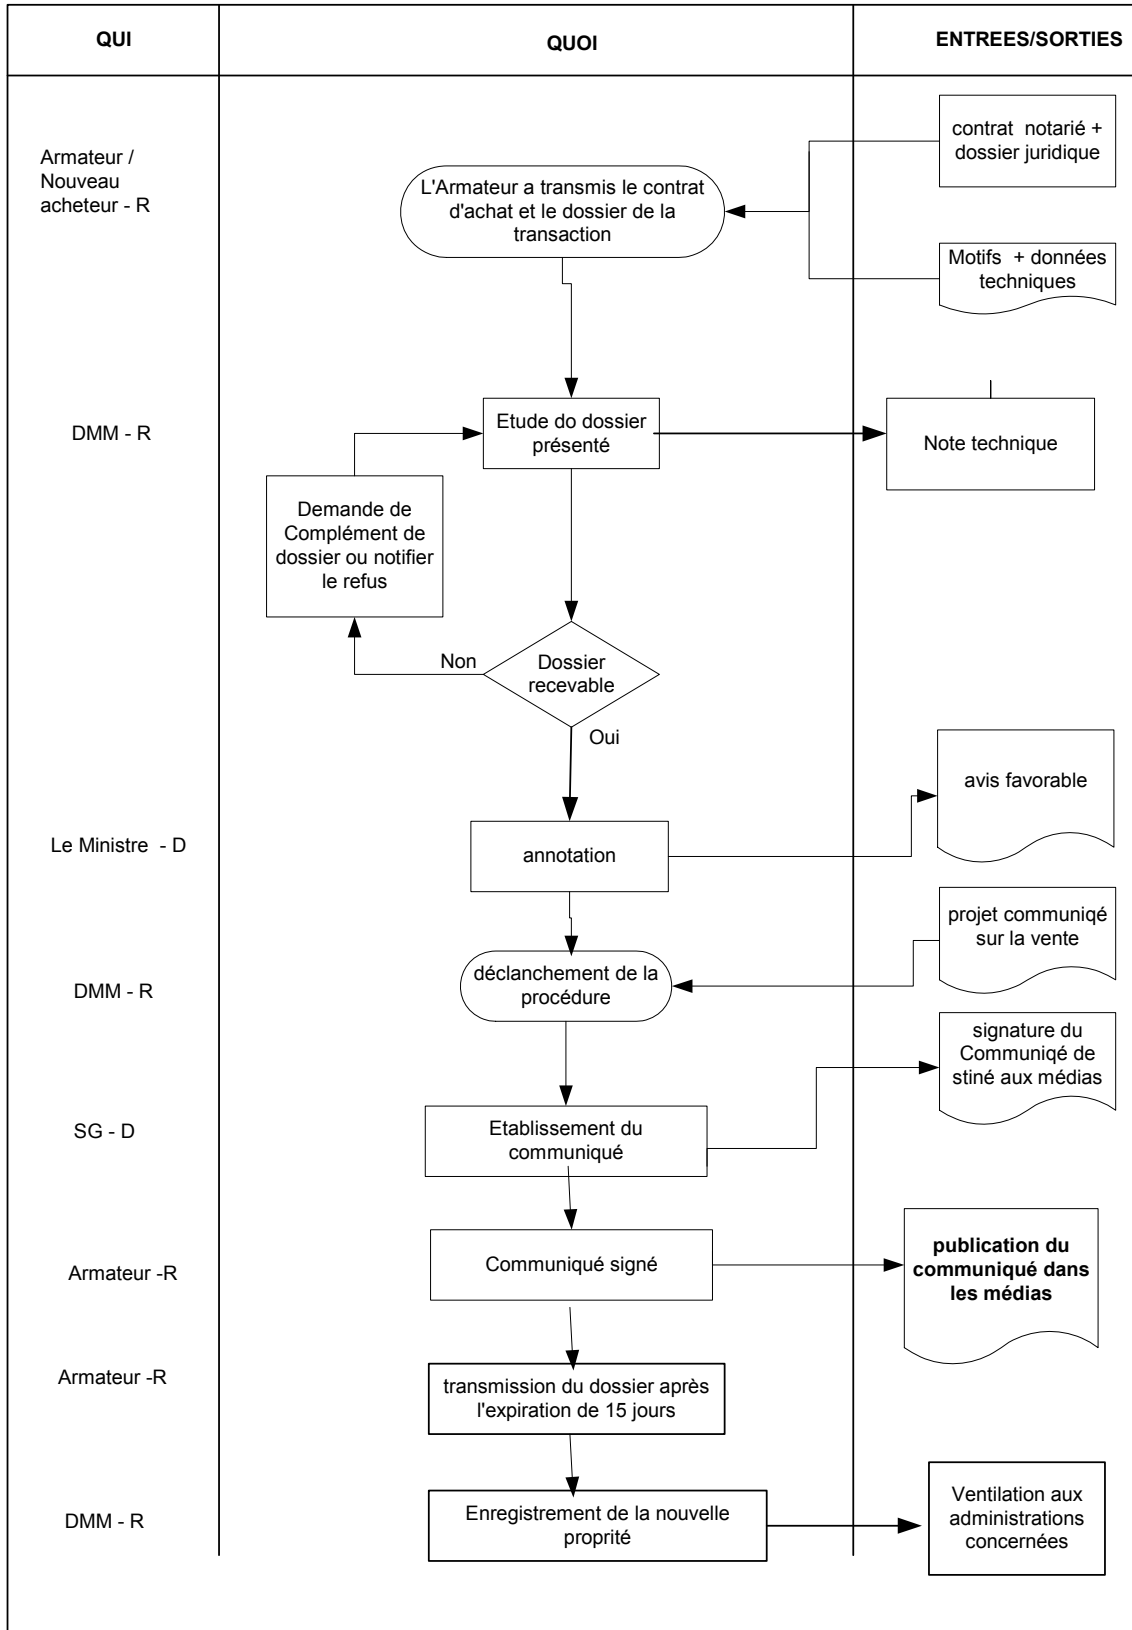 QUI
QUOI
ENTREES/SORTIES
Armateur /
Nouveau
acheteur - R
L'Armateur a transmis le contrat
d'achat et le dossier de la
transaction
contrat notarié +
dossier juridique
Motifs + données
techniques
DMM - R
Etude do dossier
présenté
Note technique
Demande de
Complément de
dossier ou notifier
le refus
Non
Dossier
recevable
Oui
avis favorable
Le Ministre - D
annotation
projet communiqé
sur la vente
DMM - R
déclanchement de la
procédure
signature du
Communiqé de
stiné aux médias
SG - D
Etablissement du
communiqué
Armateur -R
Communiqué signé
publication du
communiqué dans
les médias
Armateur -R
transmission du dossier après
l'expiration de 15 jours
DMM - R
Enregistrement de la nouvelle
proprité
Ventilation aux
administrations
concernées